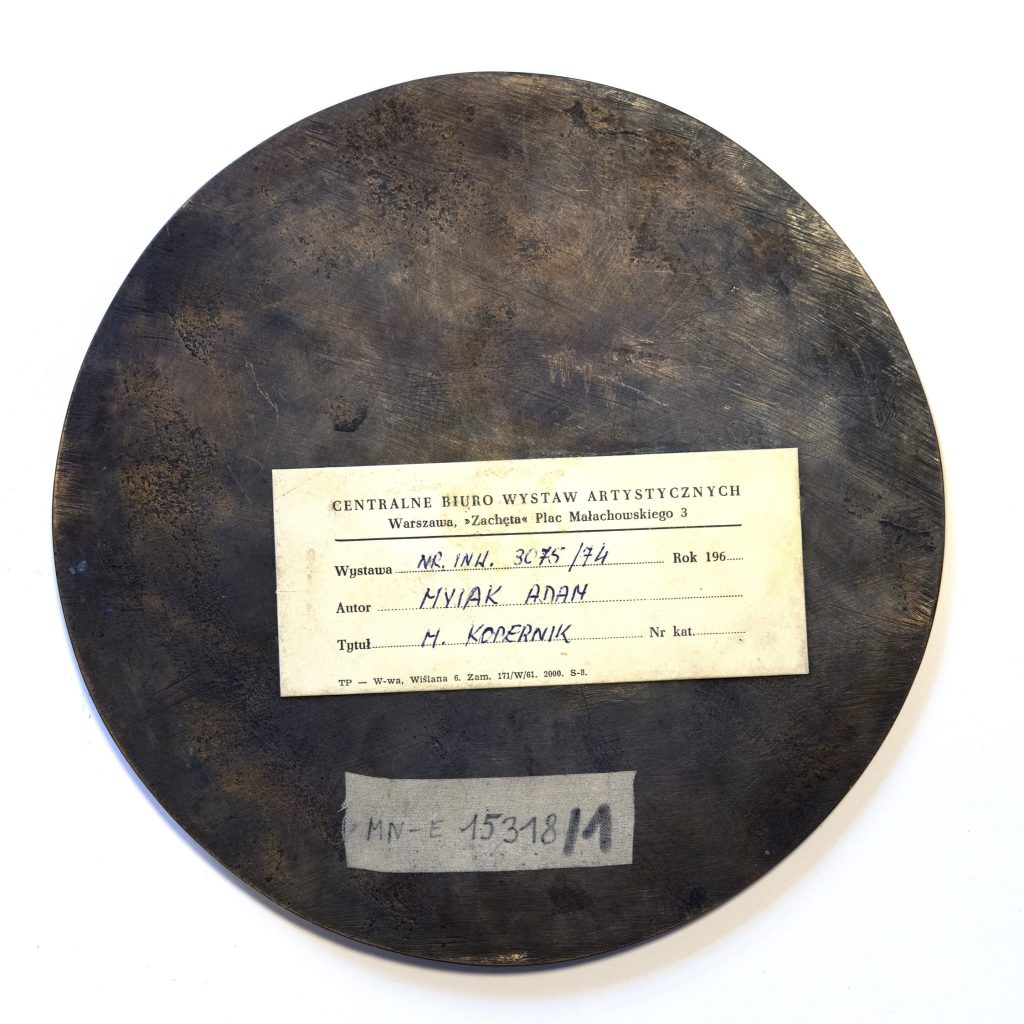 CENTRALNE BIURO WYSTAW ARTYSTYCZNYCH
Warszawa, »Zachęta« Plac Małachowskiego 3
Wystawa NR. INW. 3075/74 Rok 196
Autor MYIAK ADAM
Tytuł M. KOPERNIK Nr kat.
TP — W-wa, Wiślana 6. Zam. 171/W/61. 2000. S-8.
MN-E 15318/1